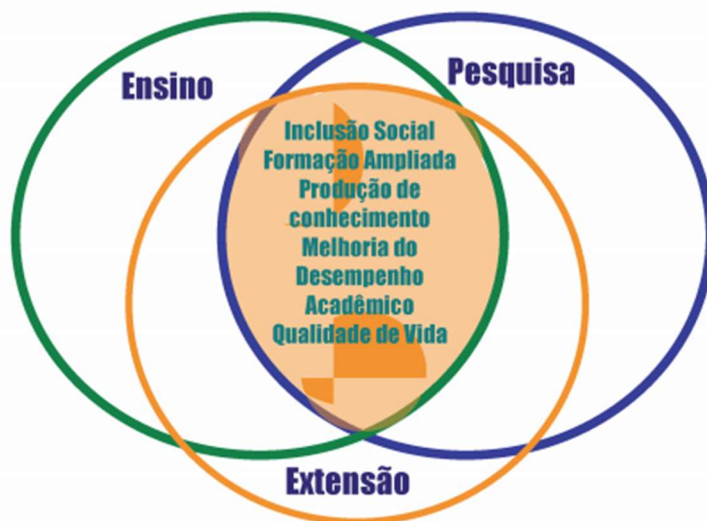 Ensino
Pesquisa
Inclusão Social
Formação Ampliada
Produção de
conhecimento
Melhoria do
Desempenho
Acadêmico
Qualidade de Vida
Extensão